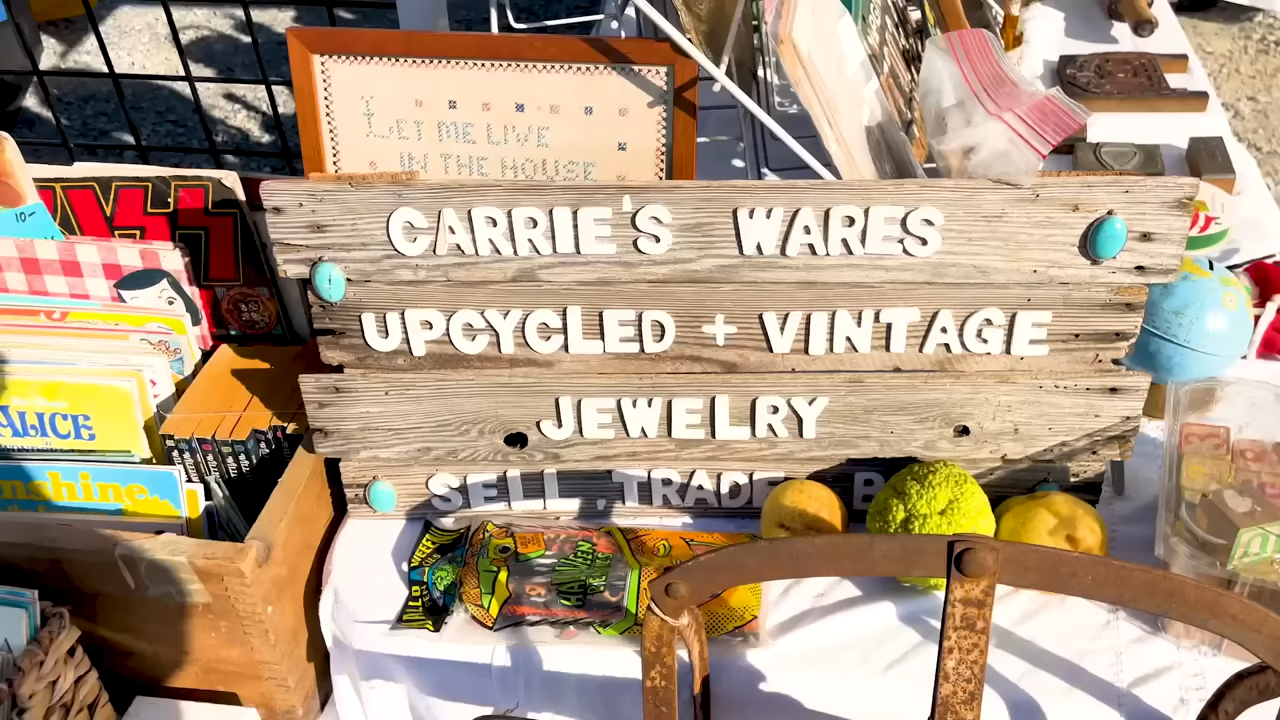 LET ME LIVE
IN THE HOUSE
10-
CARRIE'S WARES
UPCYCLED + VINTAGE
JEWELRY
SELL, TRADE B
ALICE
nshine